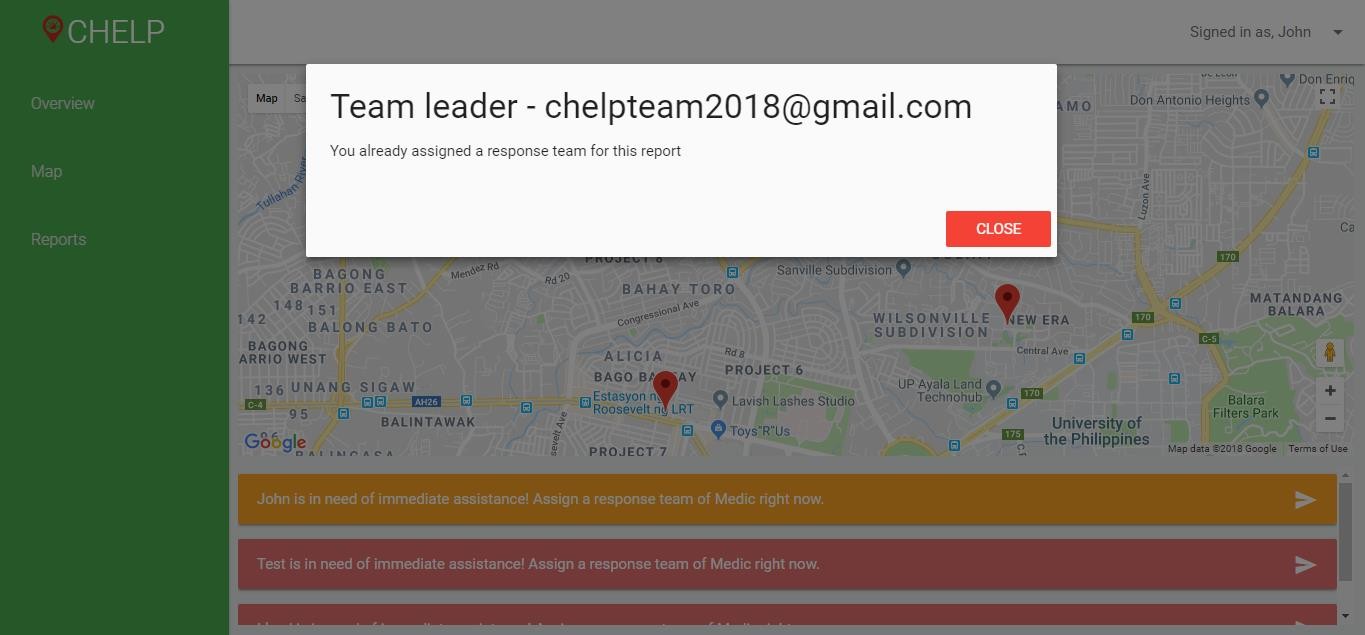 CHELP
Signed in as, John
Overview
Map
Reports
Team leader - chelpteam2018@gmail.com
You already assigned a response team for this report
CLOSE
Map
Sa
Don Enriq
Don Antonio Heights
AMO
Tullahan River
Luzon Ave
Ca
170
PROJECT 8
Sanville Subdivision
Mendez Rd
Rd 20
BAGONG
BARRIO EAST
BAHAY TORO
148
151
142
BALONG BATO
Congressional Ave
WILSONVILLE
SUBDIVISION
NEW ERA
170
MATANDANG
BALARA
C-5
BAGONG
ARRIO WEST
ALICIA
Rd 8
Central Ave
PROJECT 6
136
UNANG SIGAW
UP Ayala Land
Technohub
170
C-4
95
AH26
Estasyon ng
Roosevelt ng LRT
Lavish Lashes Studio
Balara
Filters Park
BALINTAWAK
Toys"R"Us
175
University of
the Philippines
C-5
Google
PROJECT 7
BALINGASA
Map data ©2018 Google
Terms of Use
John is in need of immediate assistance! Assign a response team of Medic right now.
Test is in need of immediate assistance! Assign a response team of Medic right now.